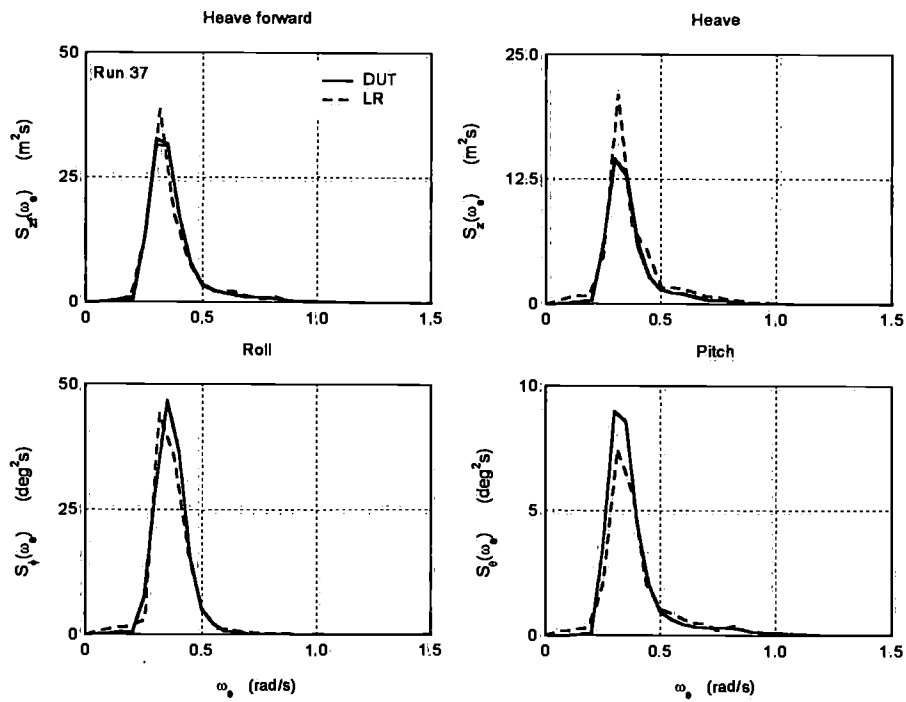 Heave forward
Heave
50
25
0
S_zf(ω_e) (m²s)
Run 37
DUT
LR
0 0.5 1.0 1.5
25.0
12.5
0
S_z(ω_e) (m²s)
0 0.5 1.0 1.5
Roll
Pitch
50
25
0
S_ϕ(ω_e) (deg²s)
0 0.5 1.0 1.5
ω_e (rad/s)
10
5
0
S_θ(ω_e) (deg²s)
0 0.5 1.0 1.5
ω_e (rad/s)